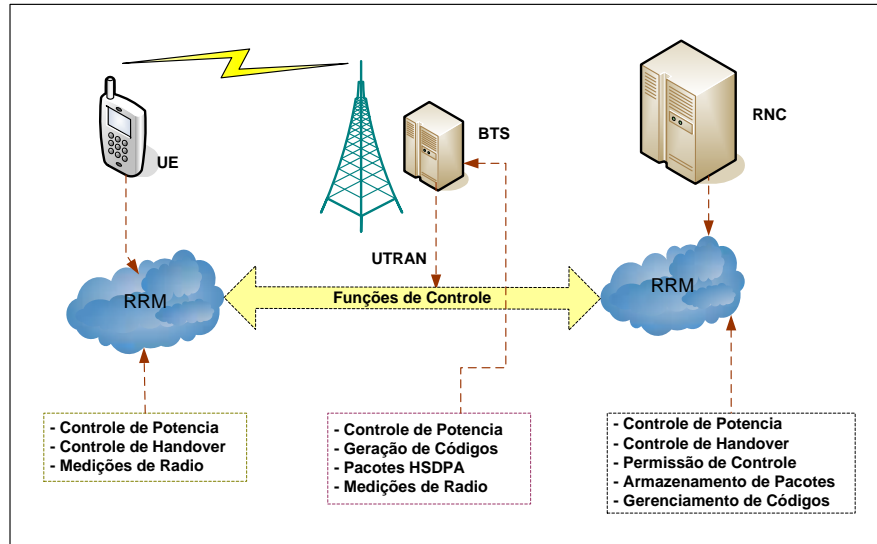 UE
BTS
RNC
UTRAN
RRM
Funções de Controle
RRM
- Controle de Potencia
- Controle de Handover
- Medições de Radio
- Controle de Potencia
- Geração de Códigos
- Pacotes HSDPA
- Medições de Radio
- Controle de Potencia
- Controle de Handover
- Permissão de Controle
- Armazenamento de Pacotes
- Gerenciamento de Códigos